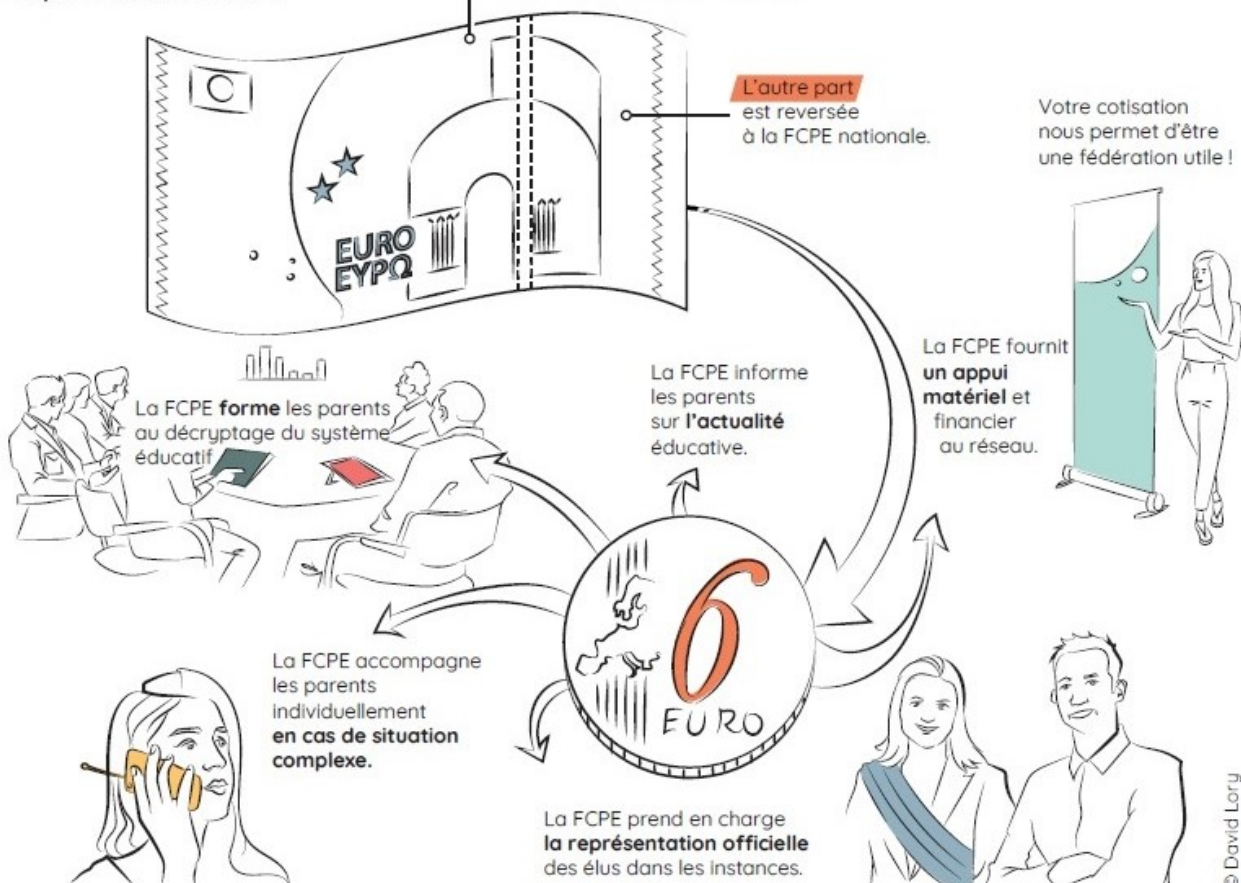 L'autre part
est reversée
à la FCPE nationale.
Votre cotisation
nous permet d'être
une fédération utile !
EURO
ΕΥΡΩ
La FCPE forme les parents
au décryptage du système
éducatif
La FCPE informe
les parents
sur l'actualité
éducative.
La FCPE fournit
un appui
matériel et
financier
au réseau.
6
EURO
La FCPE accompagne
les parents
individuellement
en cas de situation
complexe.
La FCPE prend en charge
la représentation officielle
des élus dans les instances.
© David Lory